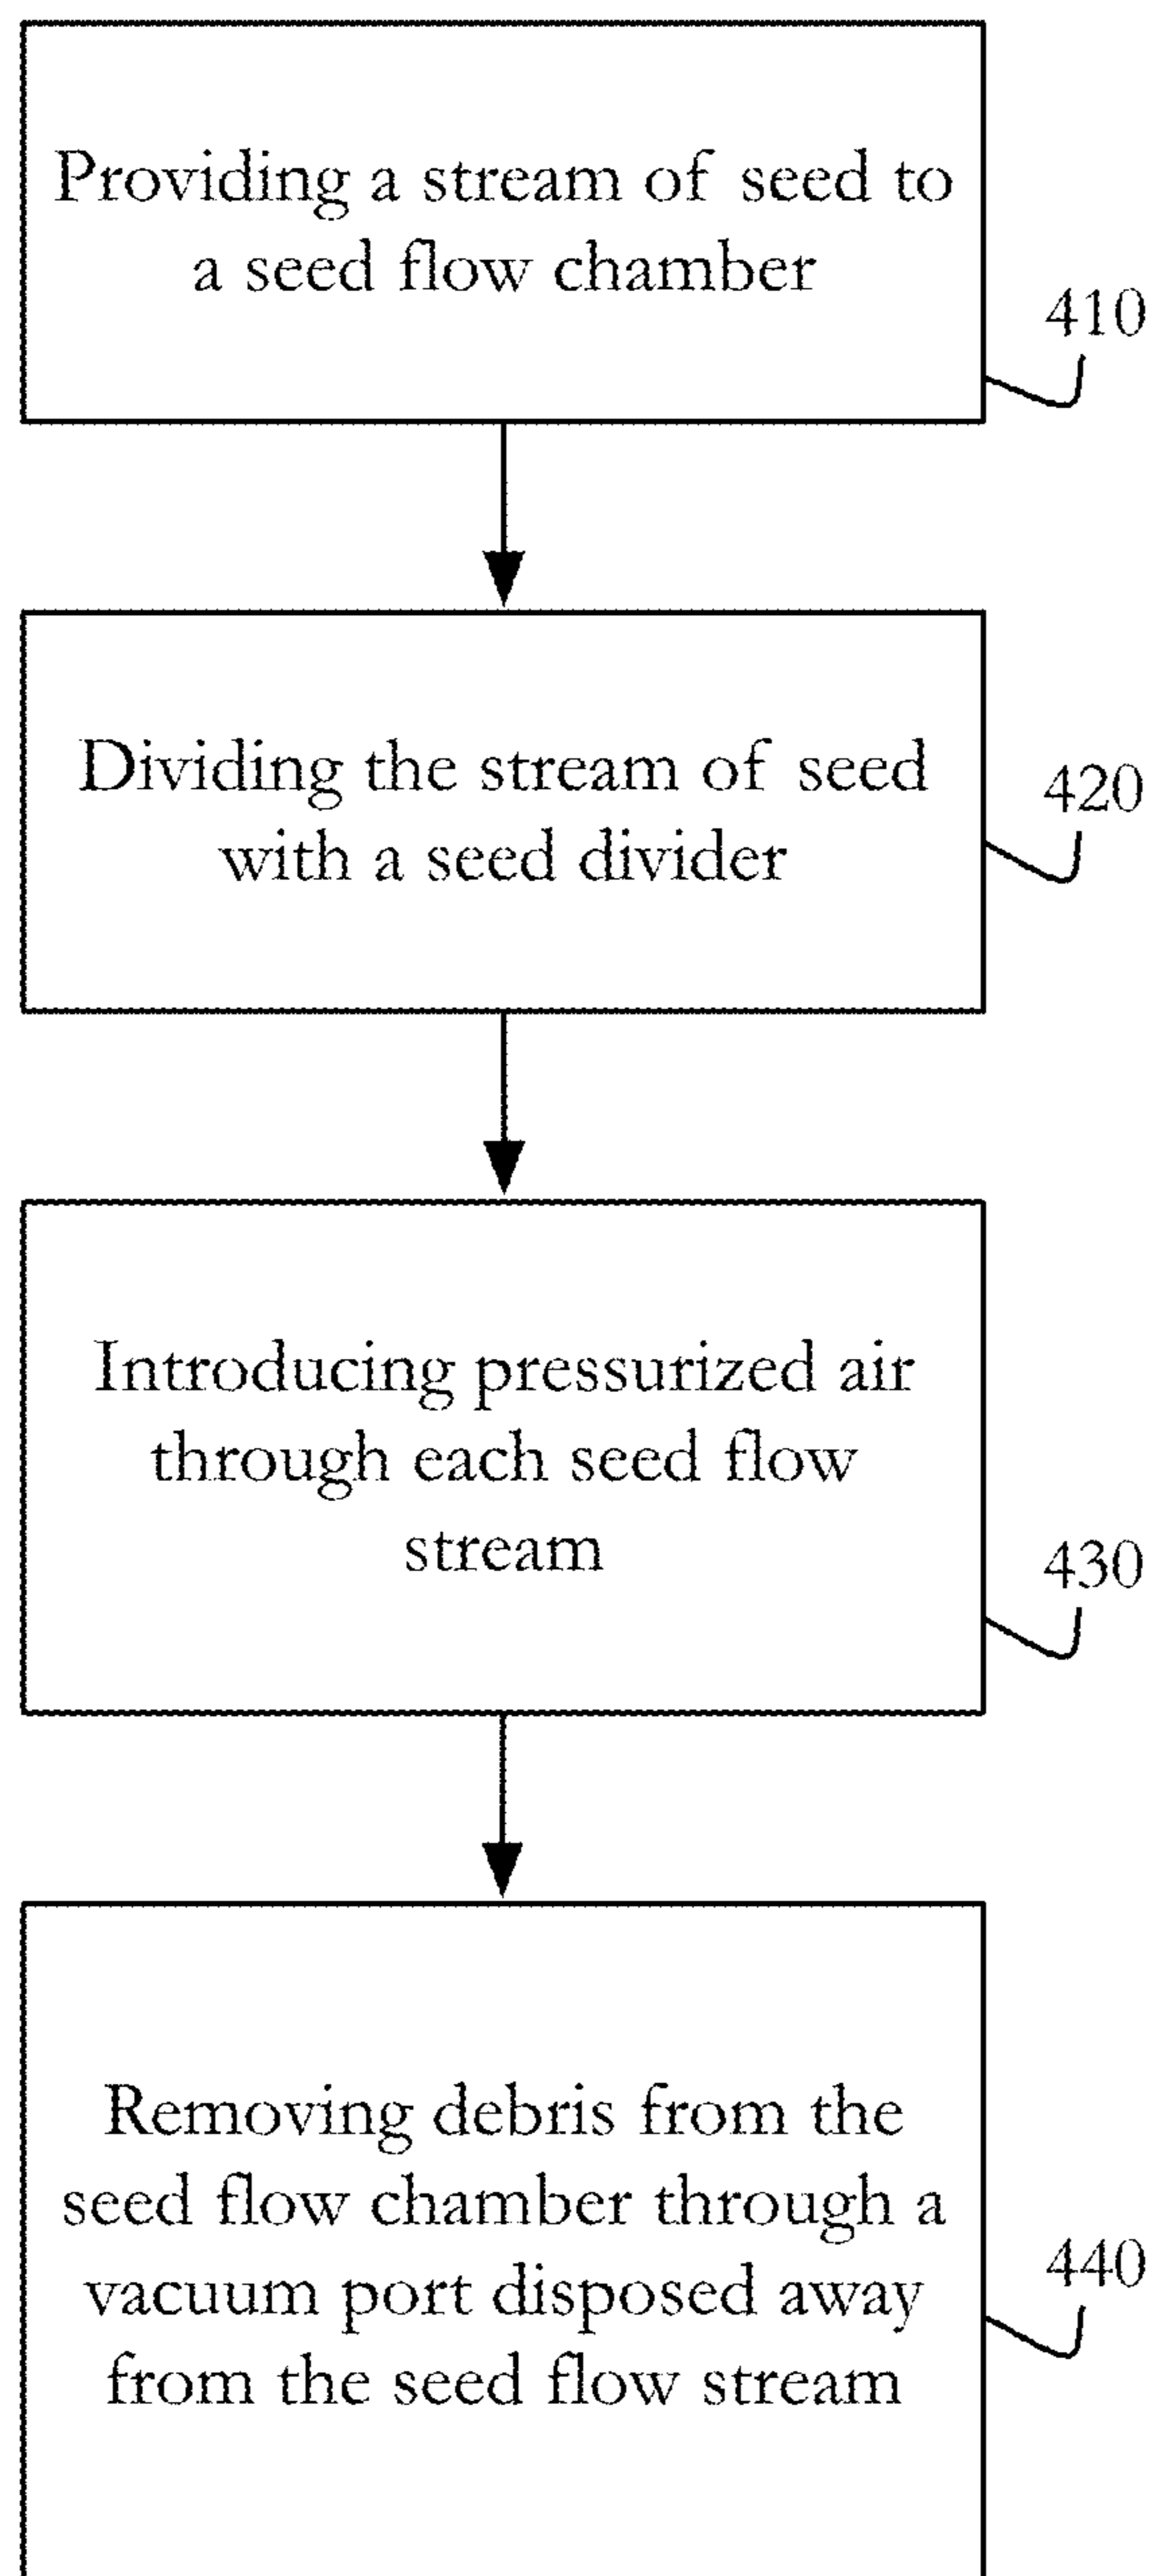 Providing a stream of seed to
a seed flow chamber
410
Dividing the stream of seed
with a seed divider
420
Introducing pressurized air
through each seed flow
stream
430
Removing debris from the
seed flow chamber through a
vacuum port disposed away
from the seed flow stream
440